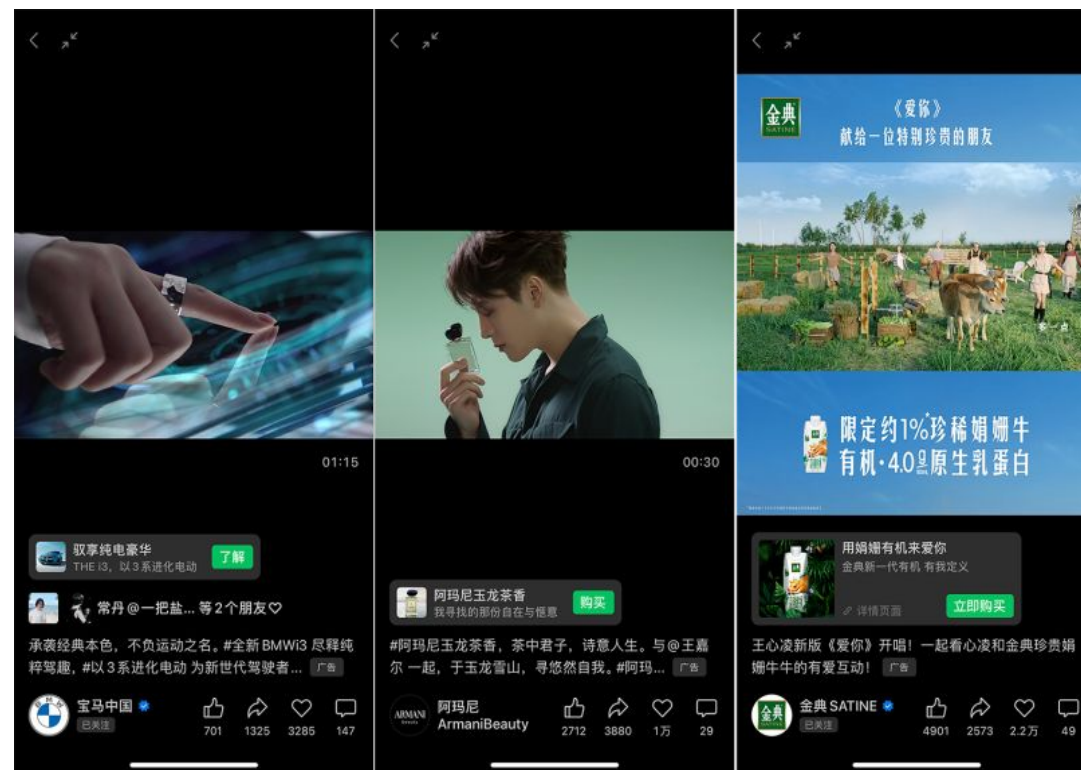 01:15
驭享纯电豪华
THE i3，以3系进化电动
了解
常丹@一把盐... 等2个朋友♡
承袭经典本色，不负运动之名。#全新BMWi3 尽释纯
粹驾趣，#以3系进化电动 为新世代驾驶者... 广告
宝马中国
已关注
701 1325 3285 147
00:30
阿玛尼玉龙茶香
我寻找的那份自在与惬意
购买
#阿玛尼玉龙茶香，茶中君子，诗意人生。与@王嘉
尔 一起，于玉龙雪山，寻悠然自我。#阿玛... 广告
ARMANI
beauty
阿玛尼
ArmaniBeauty
2712 3880 1万 29
金典
SATINE
《爱你》
献给一位特别珍贵的朋友
多一点
限定约1%*珍稀娟姗牛
有机·4.0g原生乳蛋白
用娟姗有机来爱你
金典新一代有机 有我定义
详情页面
立即购买
王心凌新版《爱你》开唱！一起看心凌和金典珍贵娟
姗牛牛的有爱互动！ 广告
金典
金典 SATINE
已关注
4901 2573 2.2万 49